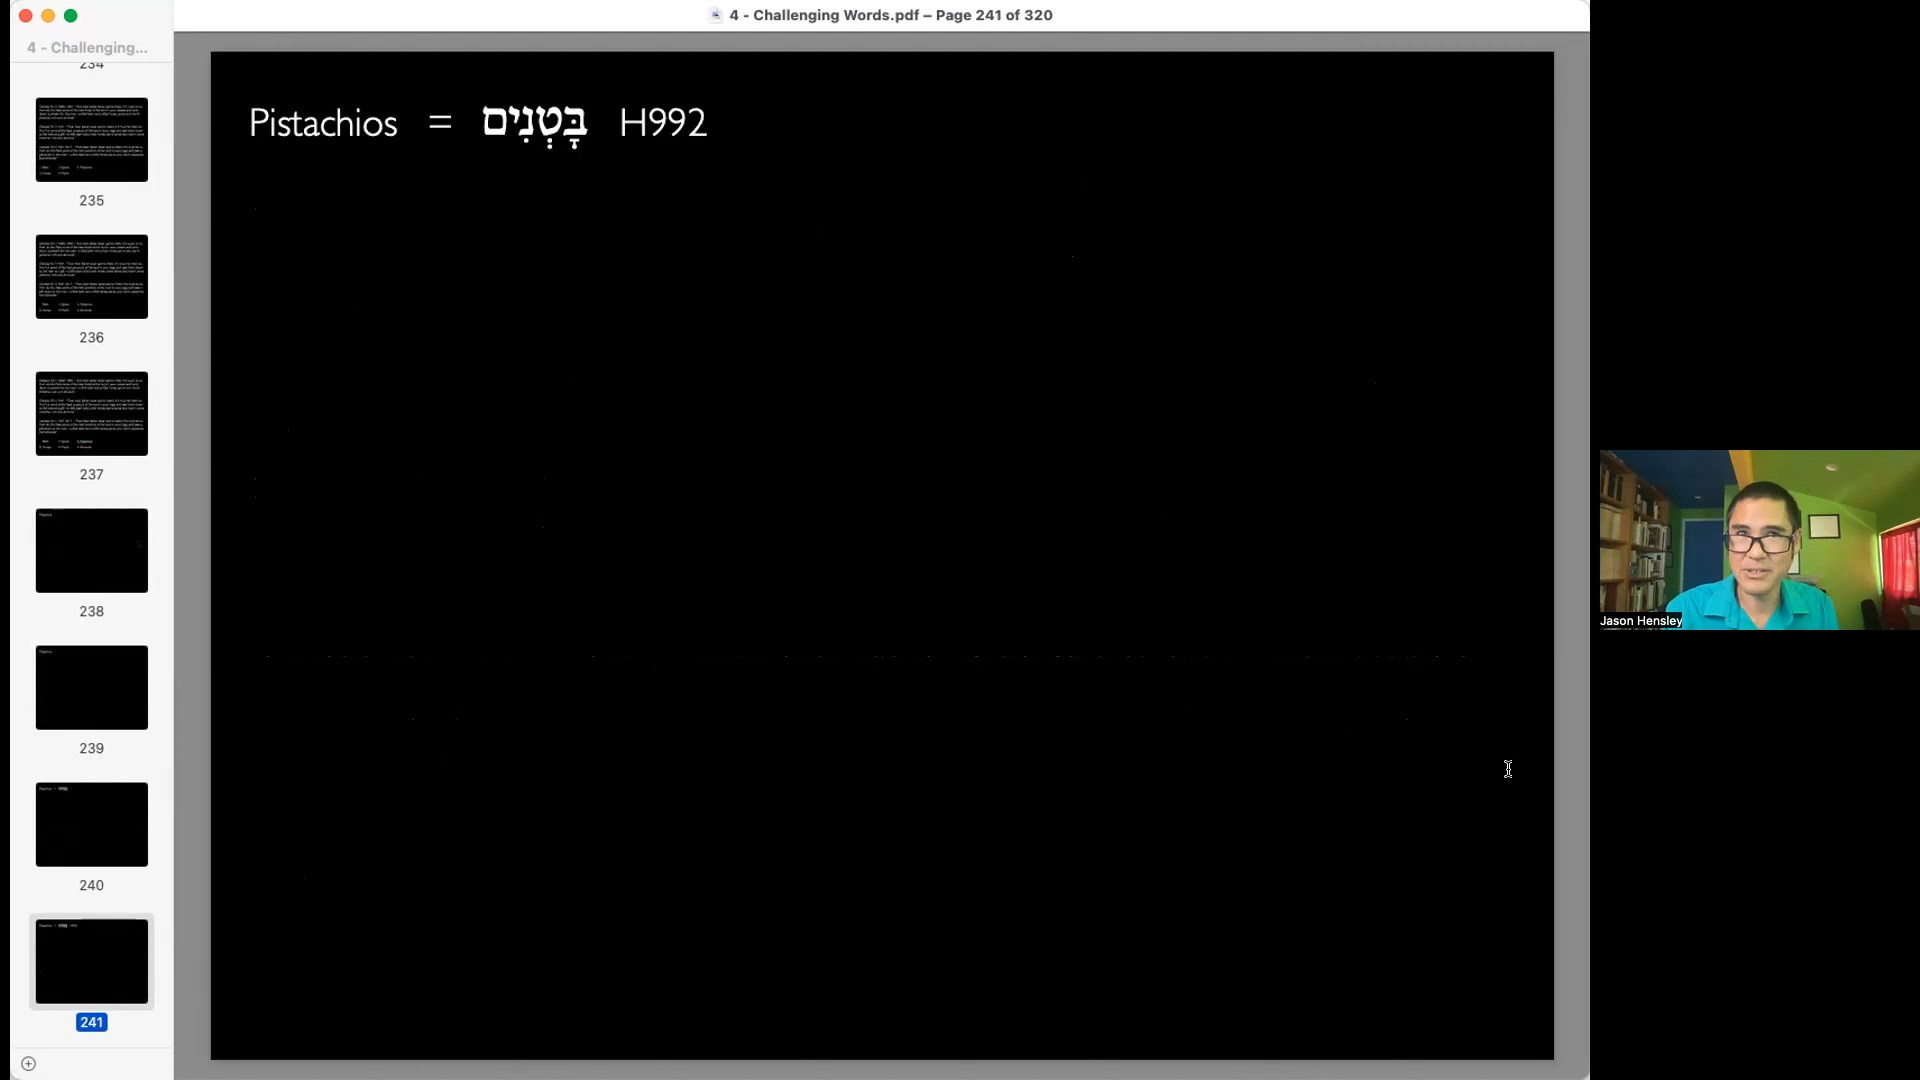 4 - Challenging Words.pdf – Page 241 of 320
4 - Challenging...
234
235
236
237
238
239
240
241
Pistachios = בָּטְנִים H992
Jason Hensley